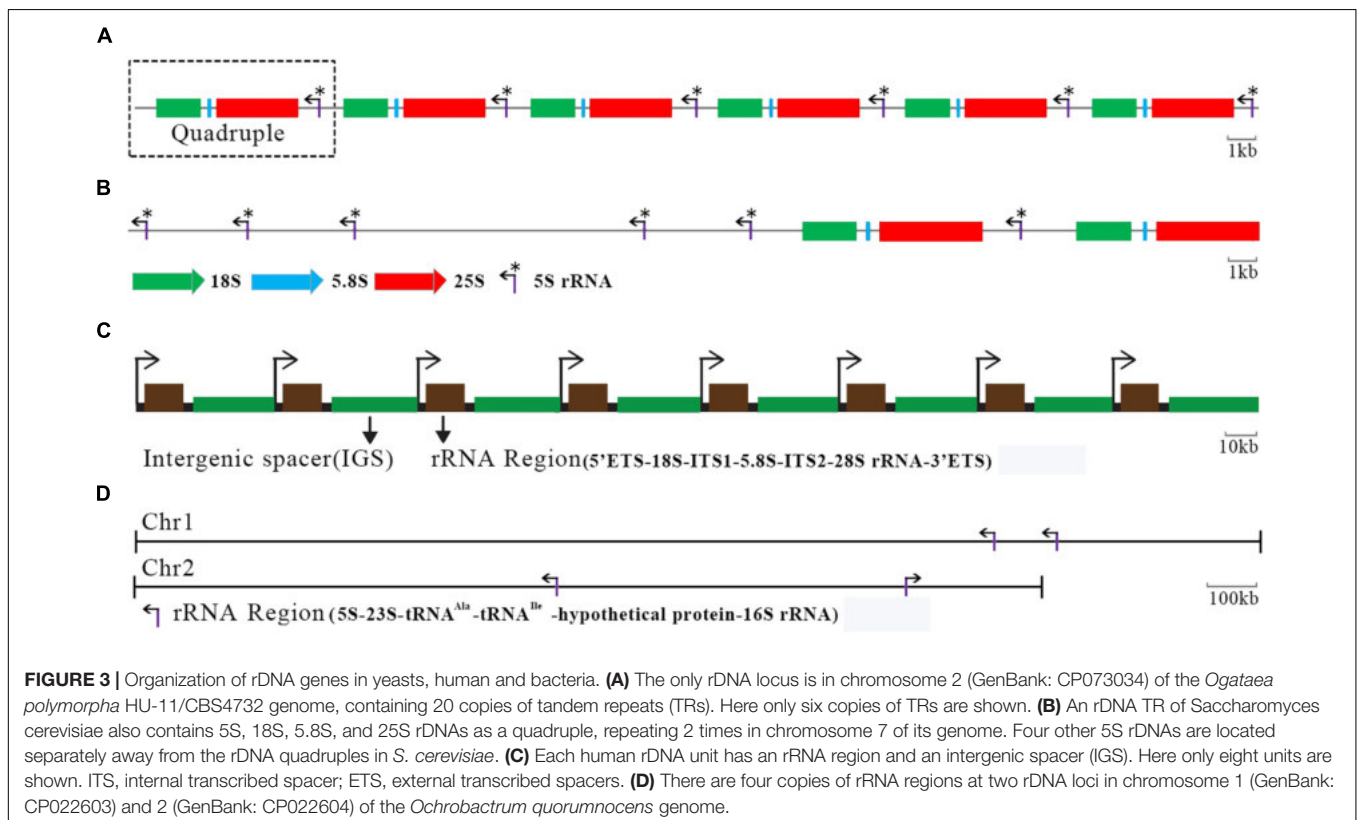 A
* * * * * *
Quadruple
1kb
B
* * * * * *
1kb
18S 5.8S 25S * 5S rRNA
C
10kb
Intergenic spacer(IGS) rRNA Region(5'ETS-18S-ITS1-5.8S-ITS2-28S rRNA-3'ETS)
D
Chr1
Chr2
100kb
rRNA Region (5S-23S-tRNAAla-tRNAIle -hypothetical protein-16S rRNA)
FIGURE 3 | Organization of rDNA genes in yeasts, human and bacteria. (A) The only rDNA locus is in chromosome 2 (GenBank: CP073034) of the Ogataea
polymorpha HU-11/CBS4732 genome, containing 20 copies of tandem repeats (TRs). Here only six copies of TRs are shown. (B) An rDNA TR of Saccharomyces
cerevisiae also contains 5S, 18S, 5.8S, and 25S rDNAs as a quadruple, repeating 2 times in chromosome 7 of its genome. Four other 5S rDNAs are located
separately away from the rDNA quadruples in S. cerevisiae. (C) Each human rDNA unit has an rRNA region and an intergenic spacer (IGS). Here only eight units are
shown. ITS, internal transcribed spacer; ETS, external transcribed spacers. (D) There are four copies of rRNA regions at two rDNA loci in chromosome 1 (GenBank:
CP022603) and 2 (GenBank: CP022604) of the Ochrobactrum quorumnocens genome.